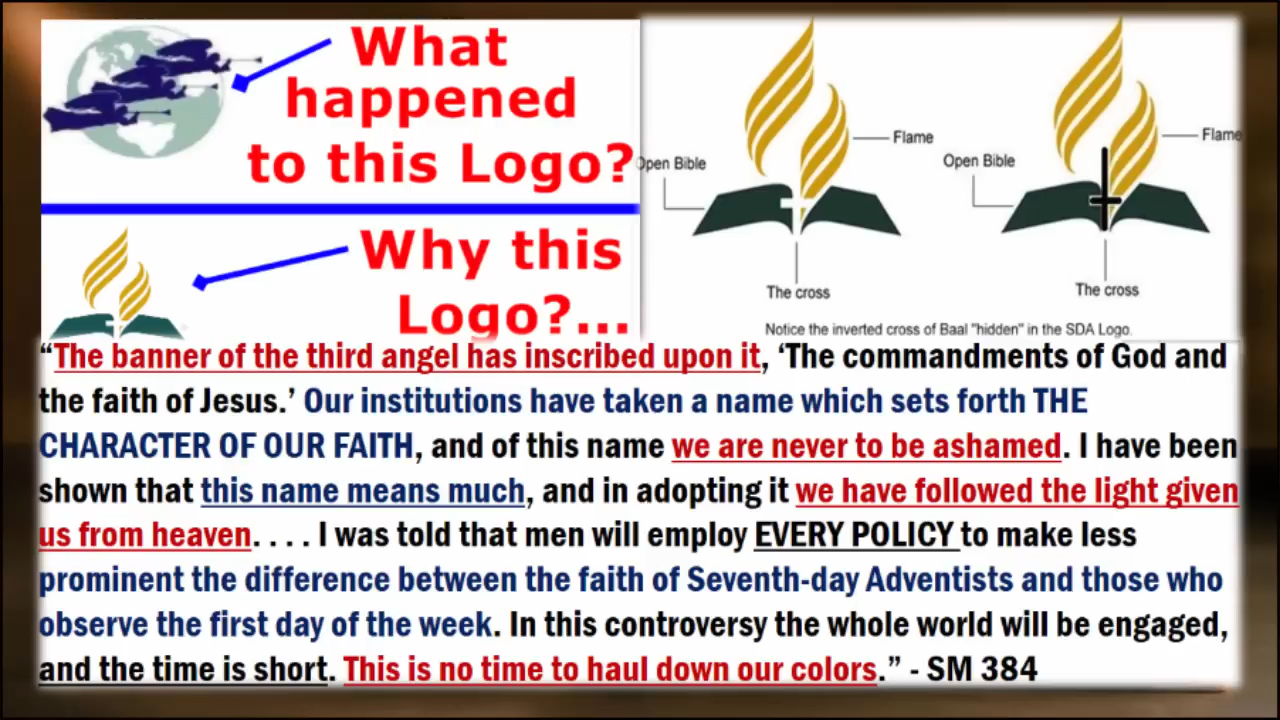 What
happened
to this Logo?
Why this
Logo?...
Flame
Open Bible
The cross
Flame
Open Bible
The cross
Notice the inverted cross of Baal "hidden" in the SDA Logo.
“The banner of the third angel has inscribed upon it, ‘The commandments of God and
the faith of Jesus.’ Our institutions have taken a name which sets forth THE
CHARACTER OF OUR FAITH, and of this name we are never to be ashamed. I have been
shown that this name means much, and in adopting it we have followed the light given
us from heaven. . . . I was told that men will employ EVERY POLICY to make less
prominent the difference between the faith of Seventh-day Adventists and those who
observe the first day of the week. In this controversy the whole world will be engaged,
and the time is short. This is no time to haul down our colors.” - SM 384